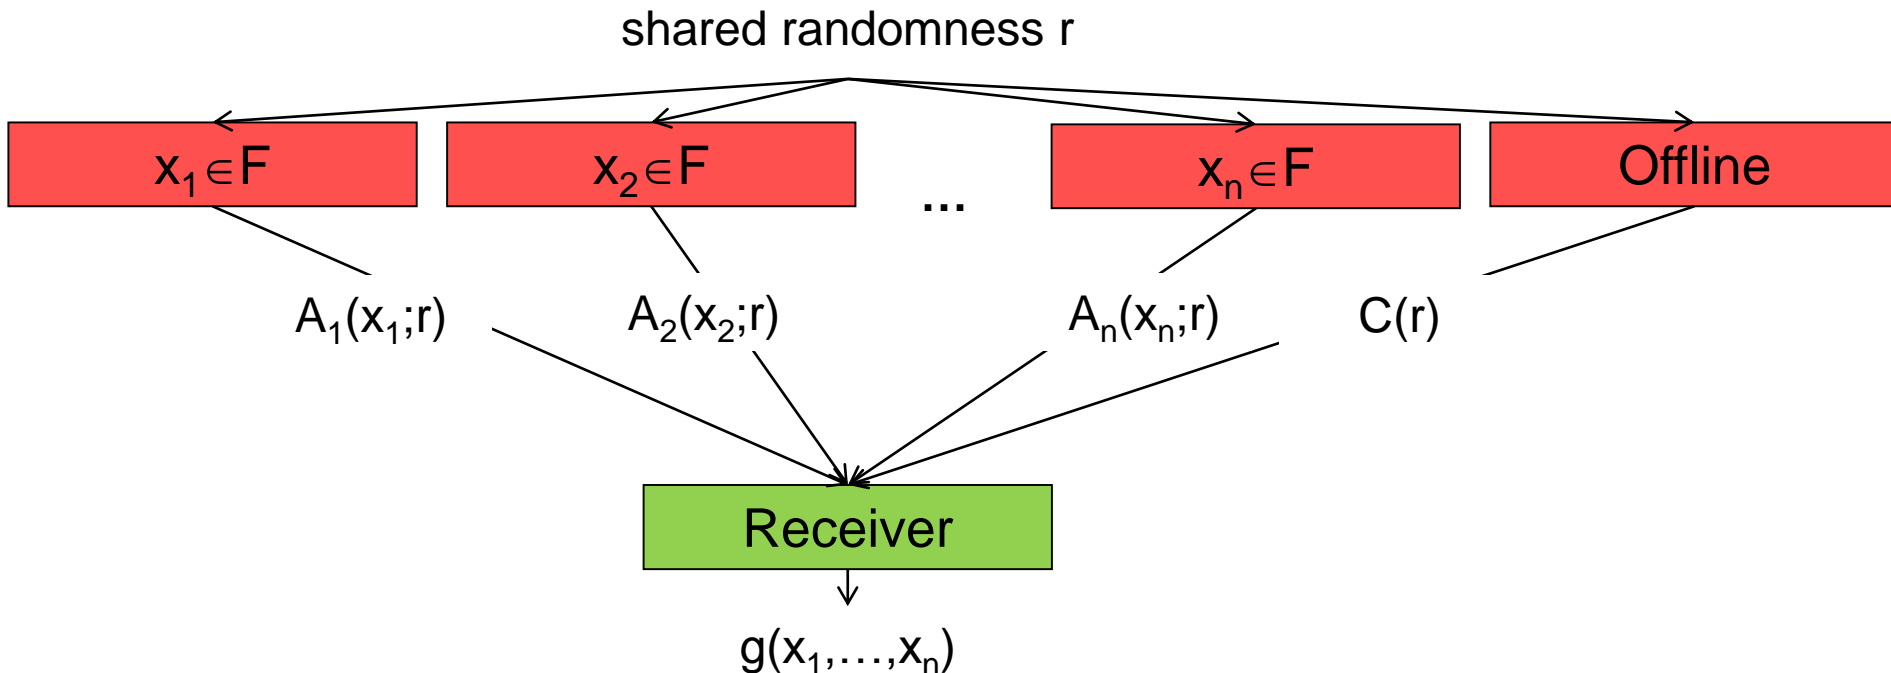 shared randomness r
x₁∈F x₂∈F ... xₙ∈F Offline
A₁(x₁;r) A₂(x₂;r) Aₙ(xₙ;r) C(r)
Receiver
g(x₁,…,xₙ)